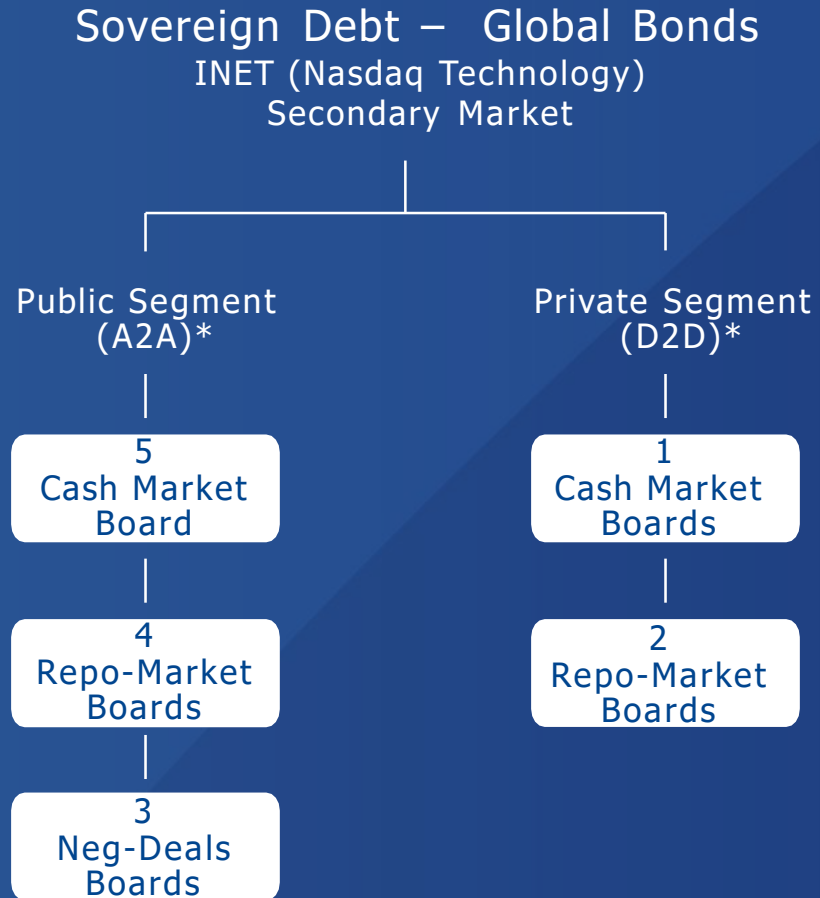 Sovereign Debt – Global Bonds
INET (Nasdaq Technology)
Secondary Market
Public Segment
(A2A)*
Private Segment
(D2D)*
5
Cash Market
Board
1
Cash Market
Boards
4
Repo-Market
Boards
2
Repo-Market
Boards
3
Neg-Deals
Boards